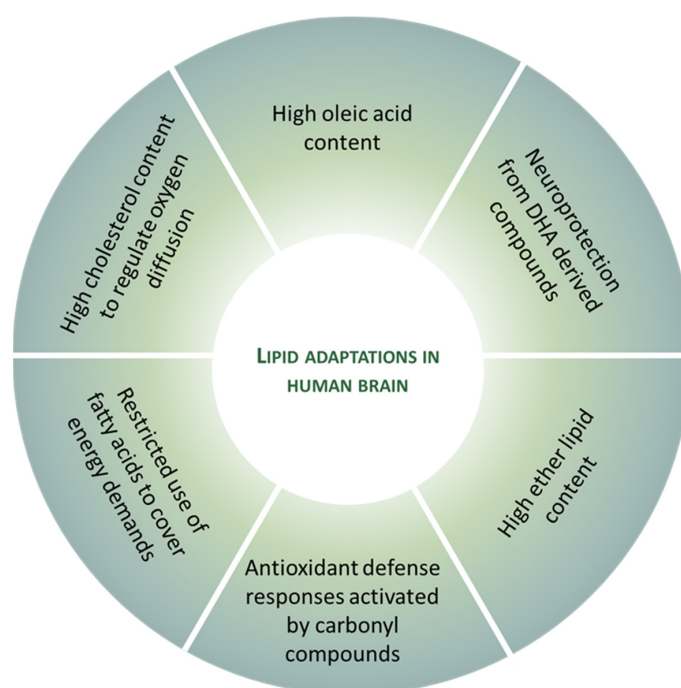 High oleic acid
content
Neuroprotection
from DHA derived
compounds
High ether lipid
content
Antioxidant defense
responses activated
by carbonyl
compounds
Restricted use of
fatty acids to cover
energy demands
High cholesterol content
to regulate oxygen
diffusion
LIPID ADAPTATIONS IN
HUMAN BRAIN